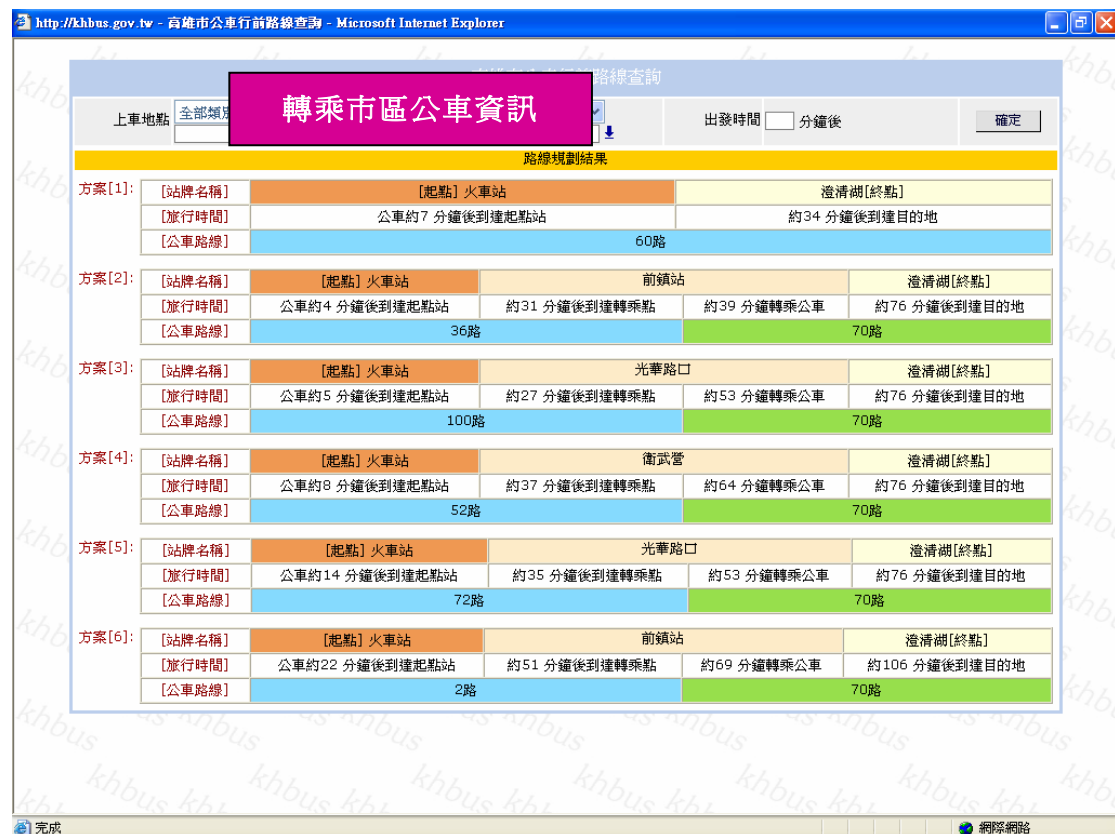 http://khbus.gov.tw - 高雄市公車行前路線查詢 - Microsoft Internet Explorer
路線查詢
轉乘市區公車資訊
上車地點 全部類別 出發時間 分鐘後 確定
路線規劃結果
方案[1]: [站牌名稱] [起點] 火車站 澄清湖[終點]
[旅行時間] 公車約7 分鐘後到達起點站 約34 分鐘後到達目的地
[公車路線] 60路
方案[2]: [站牌名稱] [起點] 火車站 前鎮站 澄清湖[終點]
[旅行時間] 公車約4 分鐘後到達起點站 約31 分鐘後到達轉乘點 約39 分鐘轉乘公車 約76 分鐘後到達目的地
[公車路線] 36路 70路
方案[3]: [站牌名稱] [起點] 火車站 光華路口 澄清湖[終點]
[旅行時間] 公車約5 分鐘後到達起點站 約27 分鐘後到達轉乘點 約53 分鐘轉乘公車 約76 分鐘後到達目的地
[公車路線] 100路 70路
方案[4]: [站牌名稱] [起點] 火車站 衛武營 澄清湖[終點]
[旅行時間] 公車約8 分鐘後到達起點站 約37 分鐘後到達轉乘點 約64 分鐘轉乘公車 約76 分鐘後到達目的地
[公車路線] 52路 70路
方案[5]: [站牌名稱] [起點] 火車站 光華路口 澄清湖[終點]
[旅行時間] 公車約14 分鐘後到達起點站 約35 分鐘後到達轉乘點 約53 分鐘轉乘公車 約76 分鐘後到達目的地
[公車路線] 72路 70路
方案[6]: [站牌名稱] [起點] 火車站 前鎮站 澄清湖[終點]
[旅行時間] 公車約22 分鐘後到達起點站 約51 分鐘後到達轉乘點 約69 分鐘轉乘公車 約106 分鐘後到達目的地
[公車路線] 2路 70路
khbus khbus khbus khbus khbus khbus
完成 網際網路